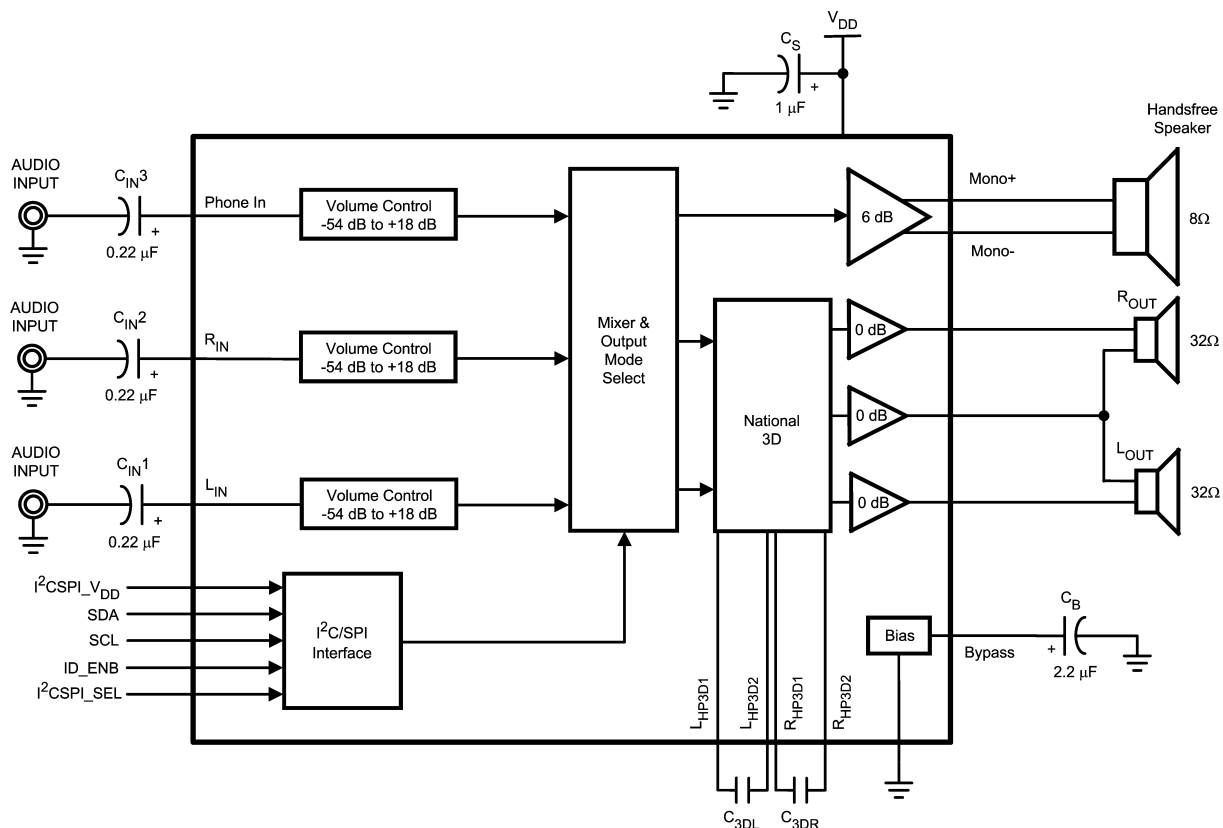 V_DD
C_S
1 μF
+
Handsfree
Speaker
AUDIO
INPUT
C_IN3
+
0.22 μF
Phone In
Volume Control
-54 dB to +18 dB
6 dB
Mono+
Mono-
8Ω
AUDIO
INPUT
C_IN2
+
0.22 μF
R_IN
Volume Control
-54 dB to +18 dB
Mixer &
Output
Mode
Select
0 dB
R_OUT
32Ω
National
3D
0 dB
AUDIO
INPUT
C_IN1
+
0.22 μF
L_IN
Volume Control
-54 dB to +18 dB
0 dB
L_OUT
32Ω
I²CSPI_V_DD
SDA
SCL
ID_ENB
I²CSPI_SEL
I²C/SPI
Interface
Bias
Bypass
C_B
+
2.2 μF
L_HP3D1
L_HP3D2
R_HP3D1
R_HP3D2
C_3DL
C_3DR